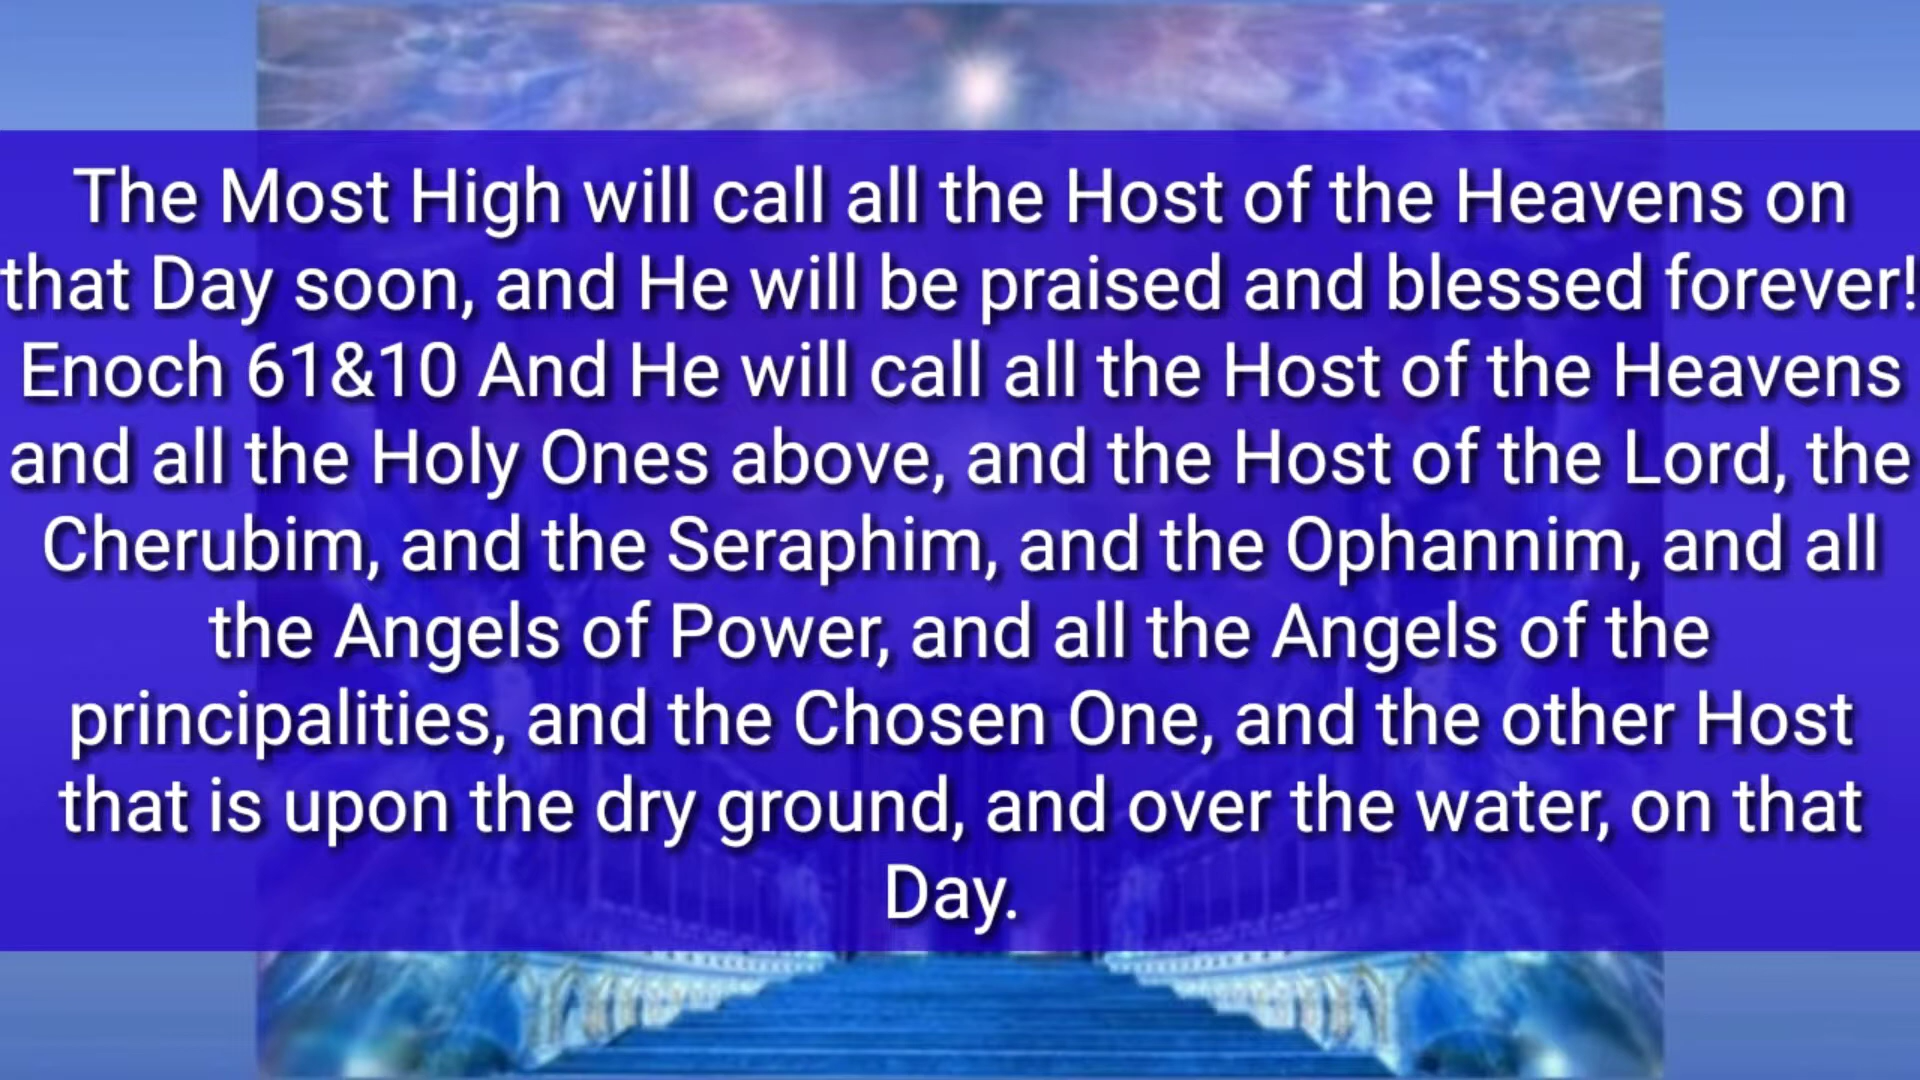 The Most High will call all the Host of the Heavens on
that Day soon, and He will be praised and blessed forever!
Enoch 61&10 And He will call all the Host of the Heavens
and all the Holy Ones above, and the Host of the Lord, the
Cherubim, and the Seraphim, and the Ophannim, and all
the Angels of Power, and all the Angels of the
principalities, and the Chosen One, and the other Host
that is upon the dry ground, and over the water, on that
Day.